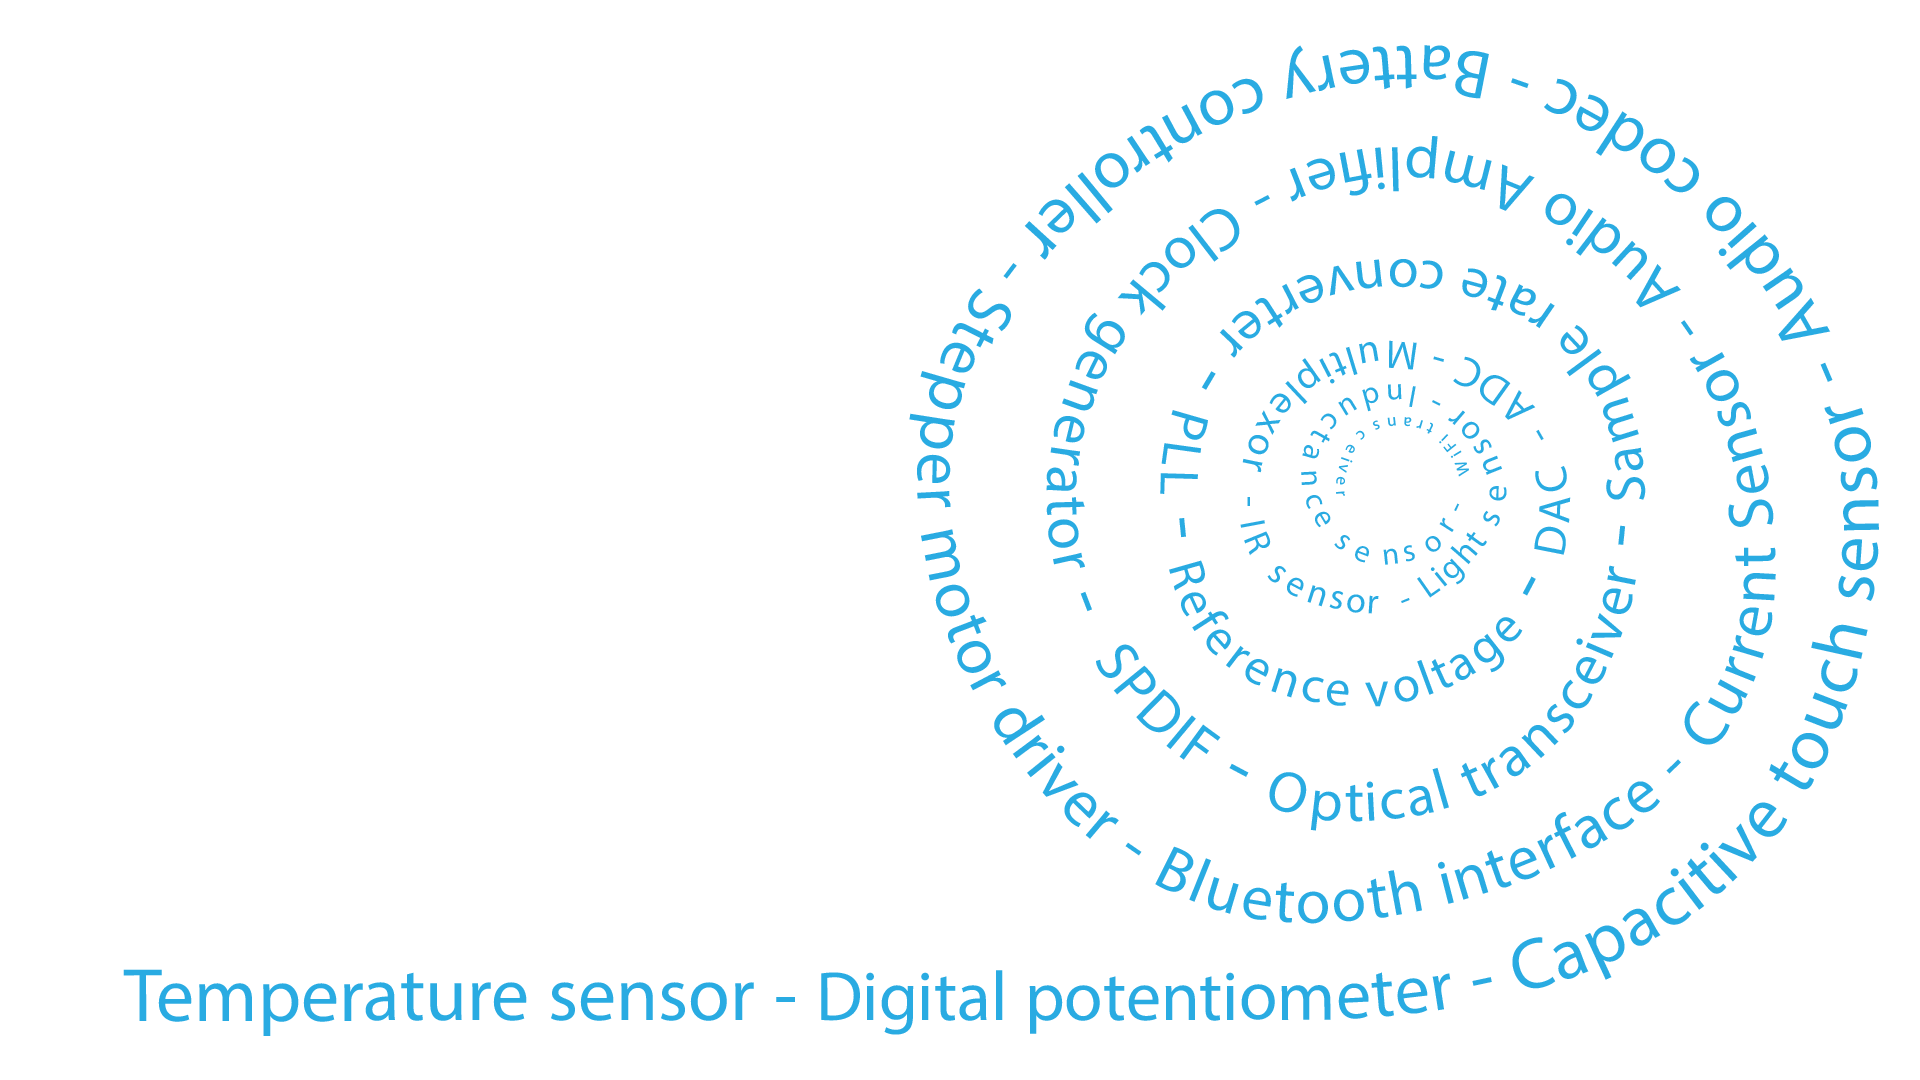 Temperature sensor - Digital potentiometer - Capacitive touch sensor - Audio codec - Battery controller - Stepper motor driver - Bluetooth interface - Current Sensor - Audio Amplifier - Clock generator - SPDIF - Optical transceiver - Sample rate converter - PLL - Reference voltage - DAC - ADC - Multiplexor - IR sensor - Light sensor - Inductance sensor - WiFi transceiver